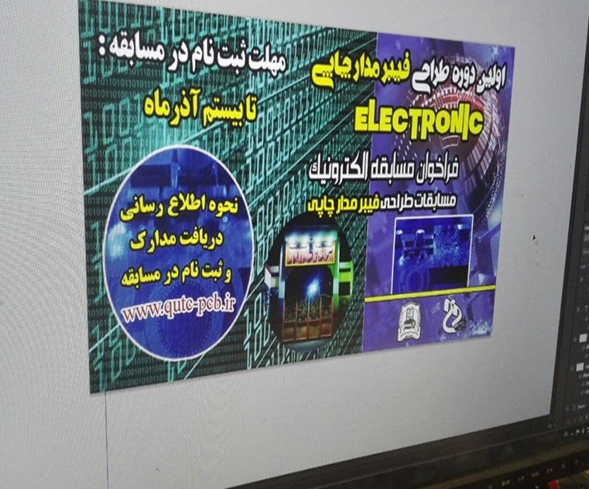 اولین دوره طراحی فیبر مدار چاپی
ELECTRONIC
فراخوان مسابقه الکترونیک
مسابقات طراحی فیبر مدار چاپی
مهلت ثبت نام در مسابقه :
تا بیستم آذر ماه
نحوه اطلاع رسانی
دریافت مدارک
و ثبت نام در مسابقه
www.qutc-pcb.ir